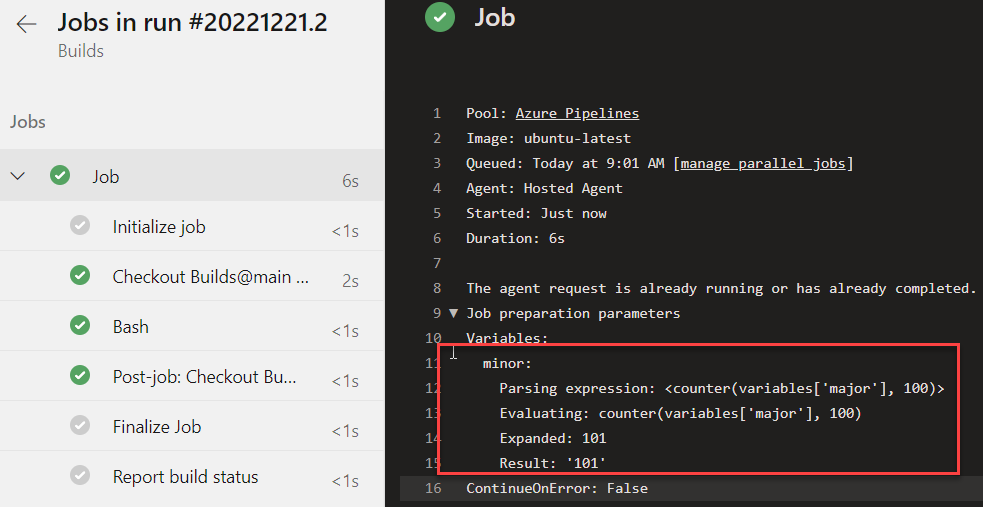 Jobs in run #20221221.2
Builds
Jobs
Job 6s
Initialize job <1s
Checkout Builds@main ... 2s
Bash <1s
Post-job: Checkout Bu... <1s
Finalize Job <1s
Report build status <1s
Job
1 Pool: Azure Pipelines
2 Image: ubuntu-latest
3 Queued: Today at 9:01 AM [manage parallel jobs]
4 Agent: Hosted Agent
5 Started: Just now
6 Duration: 6s
7
8 The agent request is already running or has already completed.
9 Job preparation parameters
10 Variables:
11 minor:
12 Parsing expression: <counter(variables['major'], 100)>
13 Evaluating: counter(variables['major'], 100)
14 Expanded: 101
15 Result: '101'
16 ContinueOnError: False